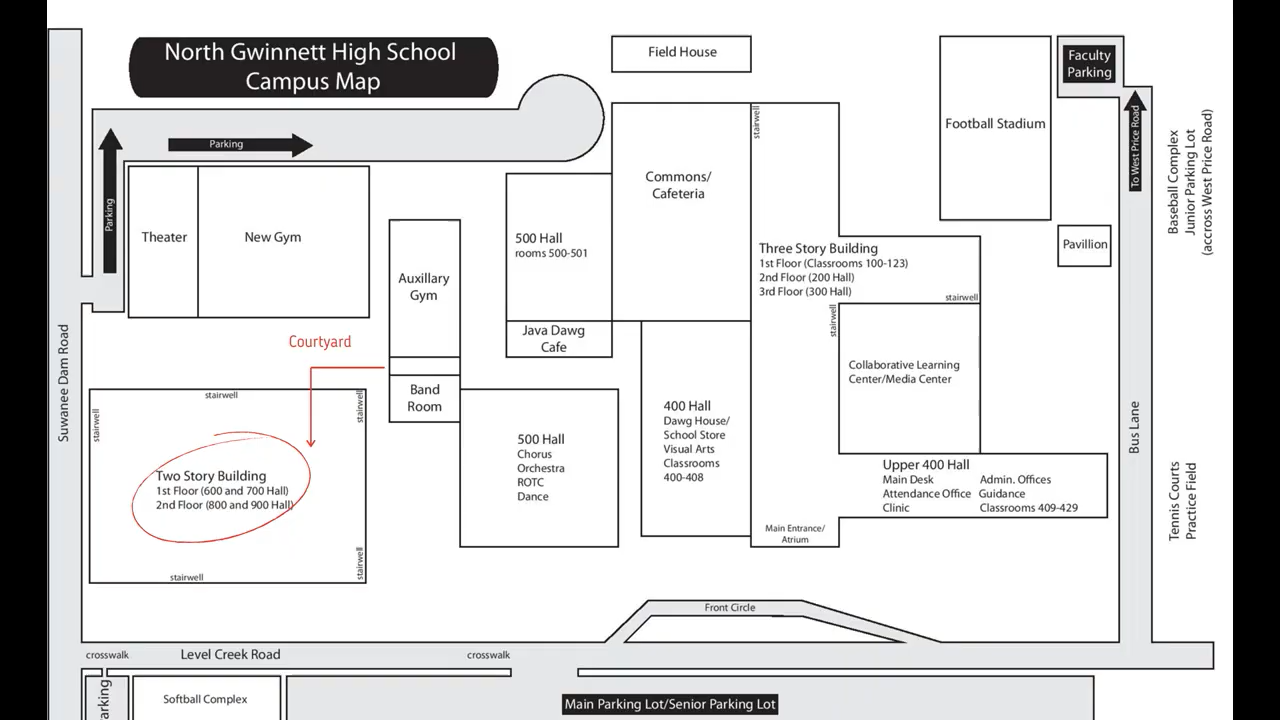 North Gwinnett High School
Campus Map
Field House
Faculty
Parking
Football Stadium
To West Price Road
Baseball Complex
Junior Parking Lot
(accross West Price Road)
stairwell
Parking
Parking
Commons/
Cafeteria
Theater
New Gym
500 Hall
rooms 500-501
Pavillion
Three Story Building
1st Floor (Classrooms 100-123)
2nd Floor (200 Hall)
3rd Floor (300 Hall)
stairwell
Auxillary
Gym
stairwell
Java Dawg
Cafe
Courtyard
Suwanee Dam Road
Collaborative Learning
Center/Media Center
Band
Room
stairwell
stairwell
stairwell
400 Hall
Dawg House/
School Store
Visual Arts
Classrooms
400-408
Bus Lane
500 Hall
Chorus
Orchestra
ROTC
Dance
Two Story Building
1st Floor (600 and 700 Hall)
2nd Floor (800 and 900 Hall)
Upper 400 Hall
Main Desk Admin. Offices
Attendance Office Guidance
Clinic Classrooms 409-429
Tennis Courts
Practice Field
Main Entrance/
Atrium
stairwell
stairwell
Front Circle
crosswalk
Level Creek Road
crosswalk
Parking
Softball Complex
Main Parking Lot/Senior Parking Lot